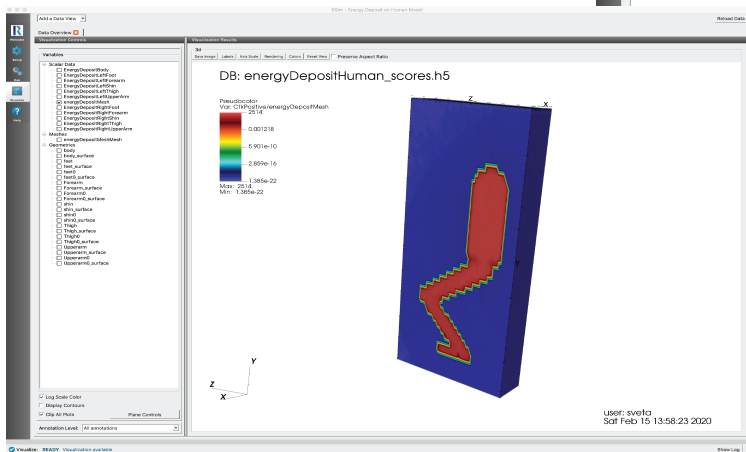 RSim - Energy Deposit on Human Model
Add a Data View
Reload Data
Data Overview
Visualization Controls
Visualization Results
Variables
Scalar Data
EnergyDepositBody
EnergyDepositLeftFoot
EnergyDepositLeftForearm
EnergyDepositLeftShin
EnergyDepositLeftThigh
EnergyDepositLeftUpperArm
energyDepositMesh
EnergyDepositRightFoot
EnergyDepositRightForearm
EnergyDepositRightShin
EnergyDepositRightThigh
EnergyDepositRightUpperArm
Meshes
energyDepositMeshMesh
Geometries
body
body_surface
feet
feet_surface
feet0
feet0_surface
Forearm
Forearm_surface
Forearm0
Forearm0_surface
shin
shin_surface
shin0
shin0_surface
Thigh
Thigh_surface
Thigh0
Thigh0_surface
Upperarm
Upperarm_surface
Upperarm0
Upperarm0_surface
Log Scale Color
Display Contours
Clip All Plots
Plane Controls
Annotation Level: All annotations
3d
Save Image Labels Axis Scale Rendering Colors Reset View Preserve Aspect Ratio
DB: energyDepositHuman_scores.h5
Pseudocolor
Var: ClkPositive/energyDepositMesh
2514.
0.001218
5.901e-10
2.859e-16
1.385e-22
Max: 2514.
Min: 1.385e-22
Z
X
Y
Y
Z
X
user: sveta
Sat Feb 15 13:58:23 2020
Visualize: READY Visualization available
Show Log